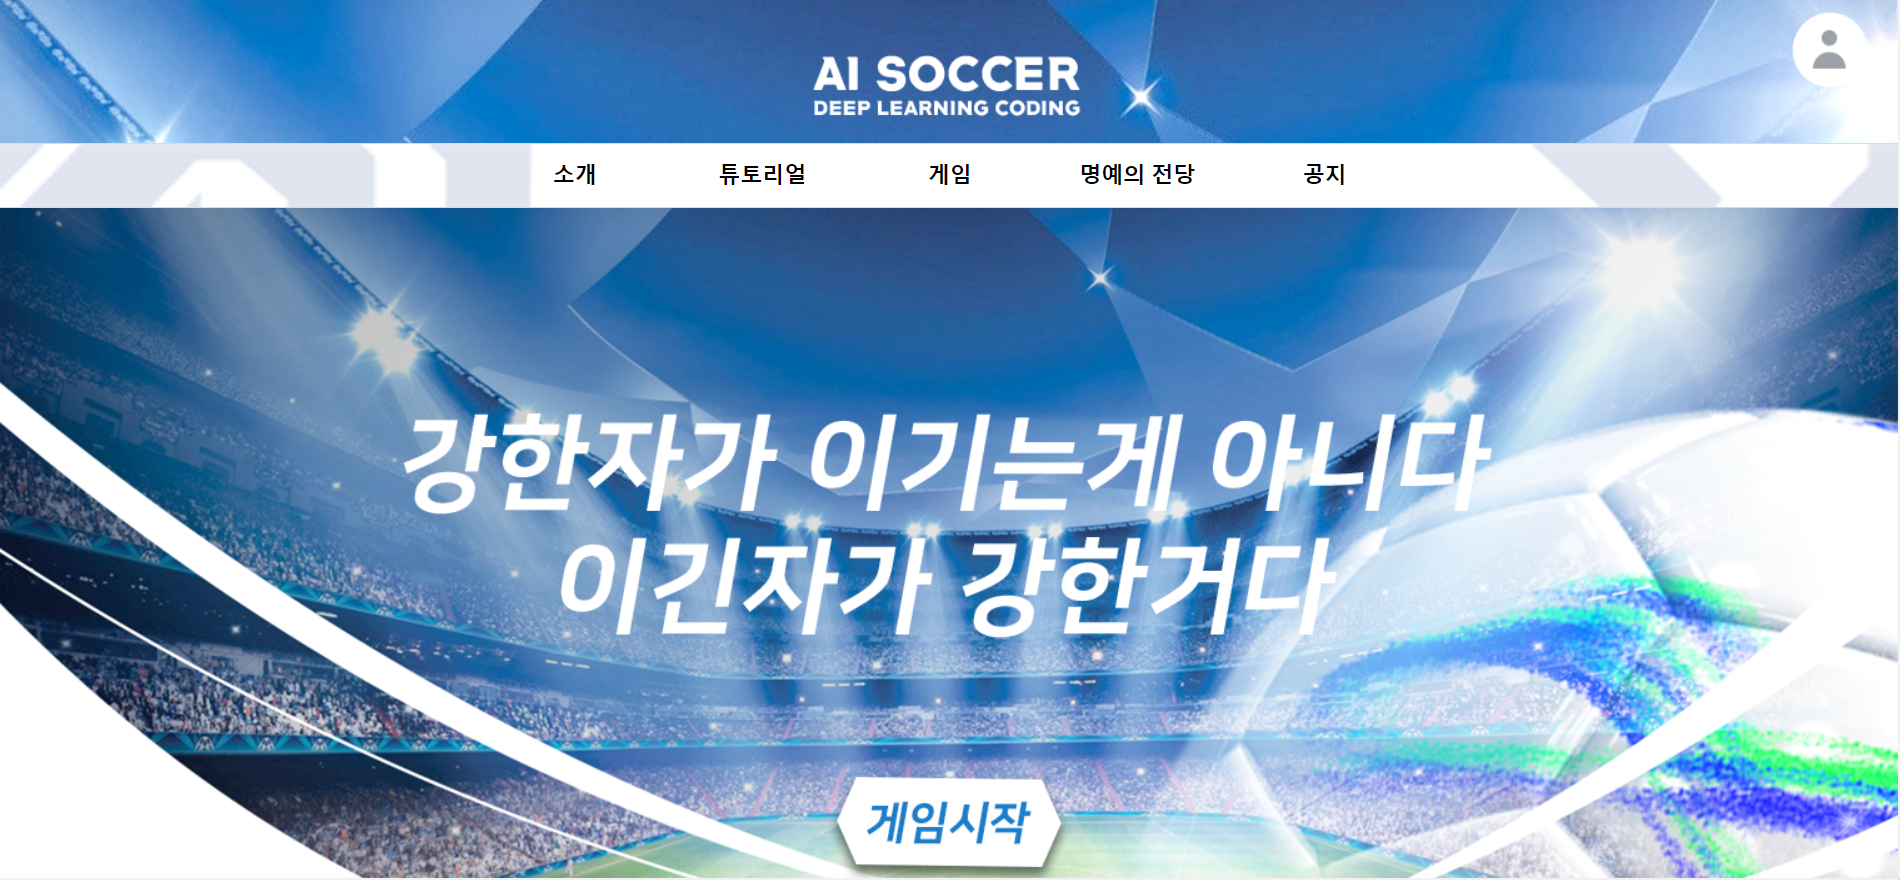 AI SOCCER
DEEP LEARNING CODING
소개 튜토리얼 게임 명예의 전당 공지
강한자가 이기는게 아니다
이긴자가 강한거다
게임시작